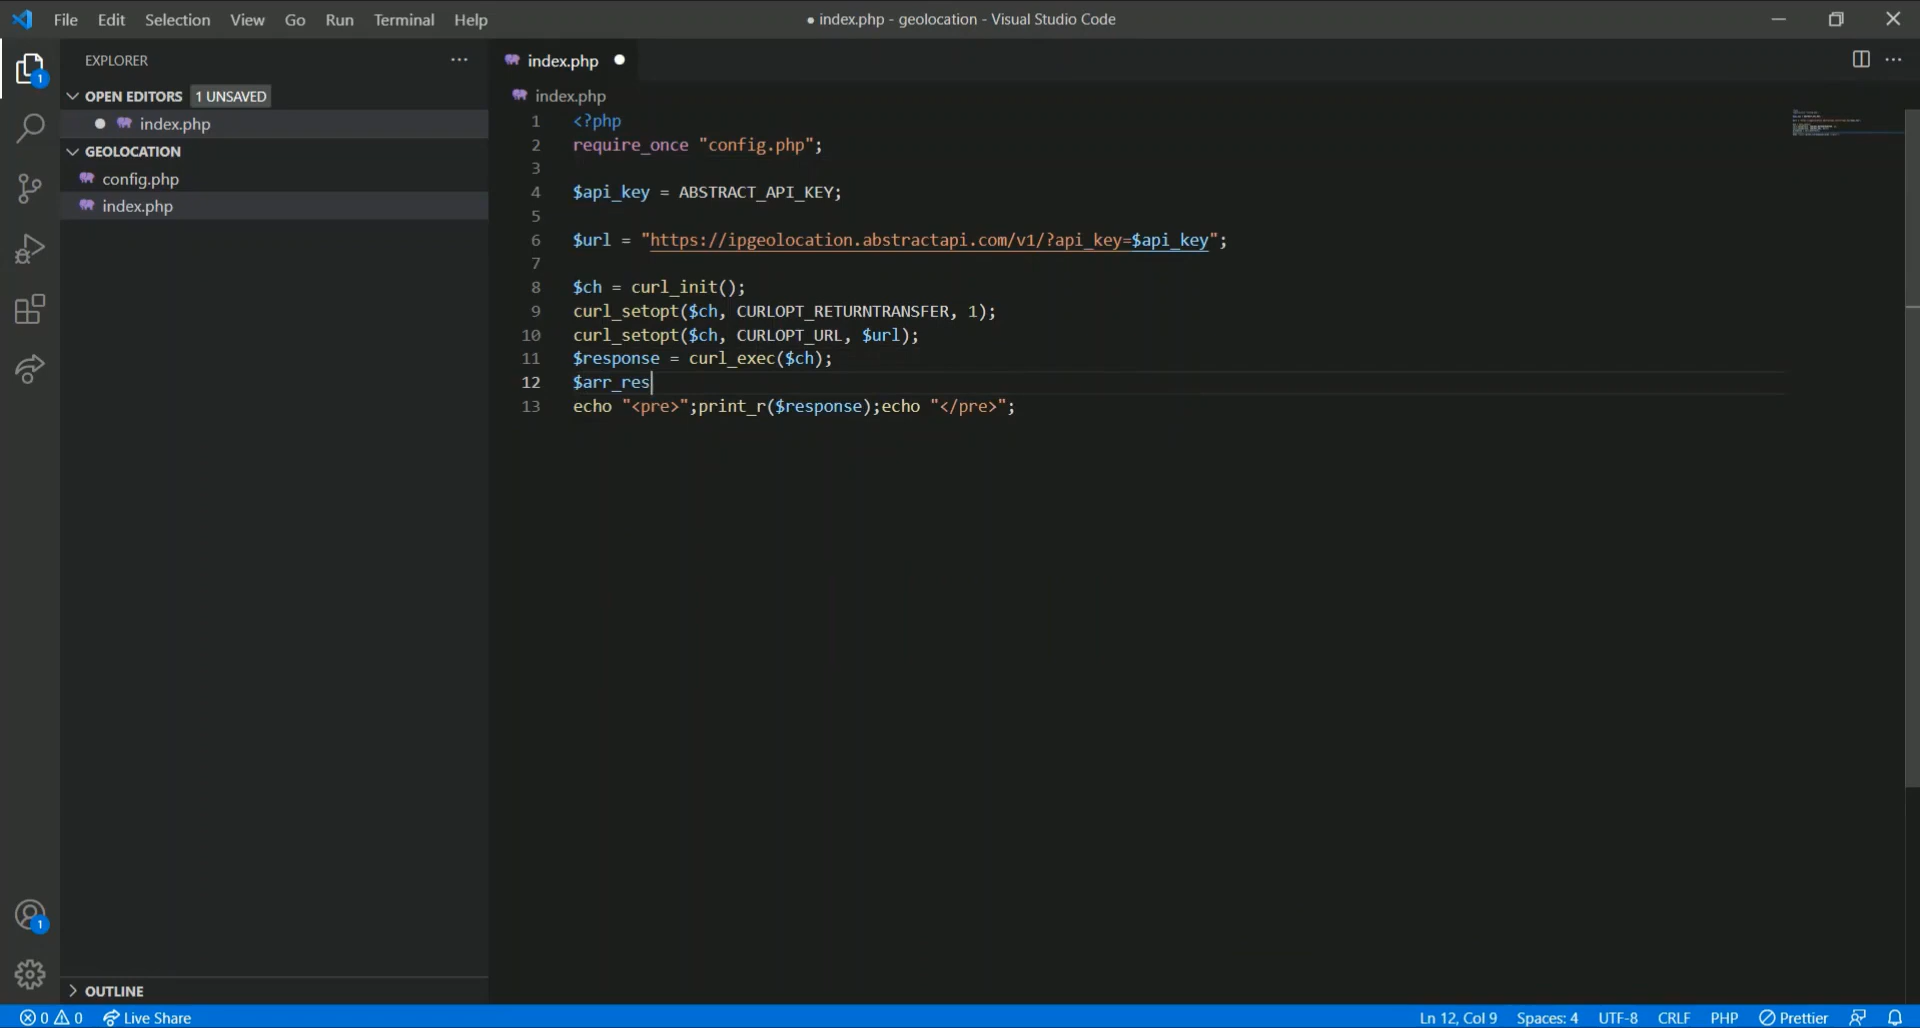 File Edit Selection View Go Run Terminal Help
● index.php - geolocation - Visual Studio Code
EXPLORER
OPEN EDITORS 1 UNSAVED
index.php
GEOLOCATION
config.php
index.php
OUTLINE
index.php
index.php
1 <?php
2 require_once "config.php";
3
4 $api_key = ABSTRACT_API_KEY;
5
6 $url = "https://ipgeolocation.abstractapi.com/v1/?api_key=$api_key";
7
8 $ch = curl_init();
9 curl_setopt($ch, CURLOPT_RETURNTRANSFER, 1);
10 curl_setopt($ch, CURLOPT_URL, $url);
11 $response = curl_exec($ch);
12 $arr_res
13 echo "<pre>";print_r($response);echo "</pre>";
1
1
0 0 Live Share
Ln 12, Col 9 Spaces: 4 UTF-8 CRLF PHP Prettier